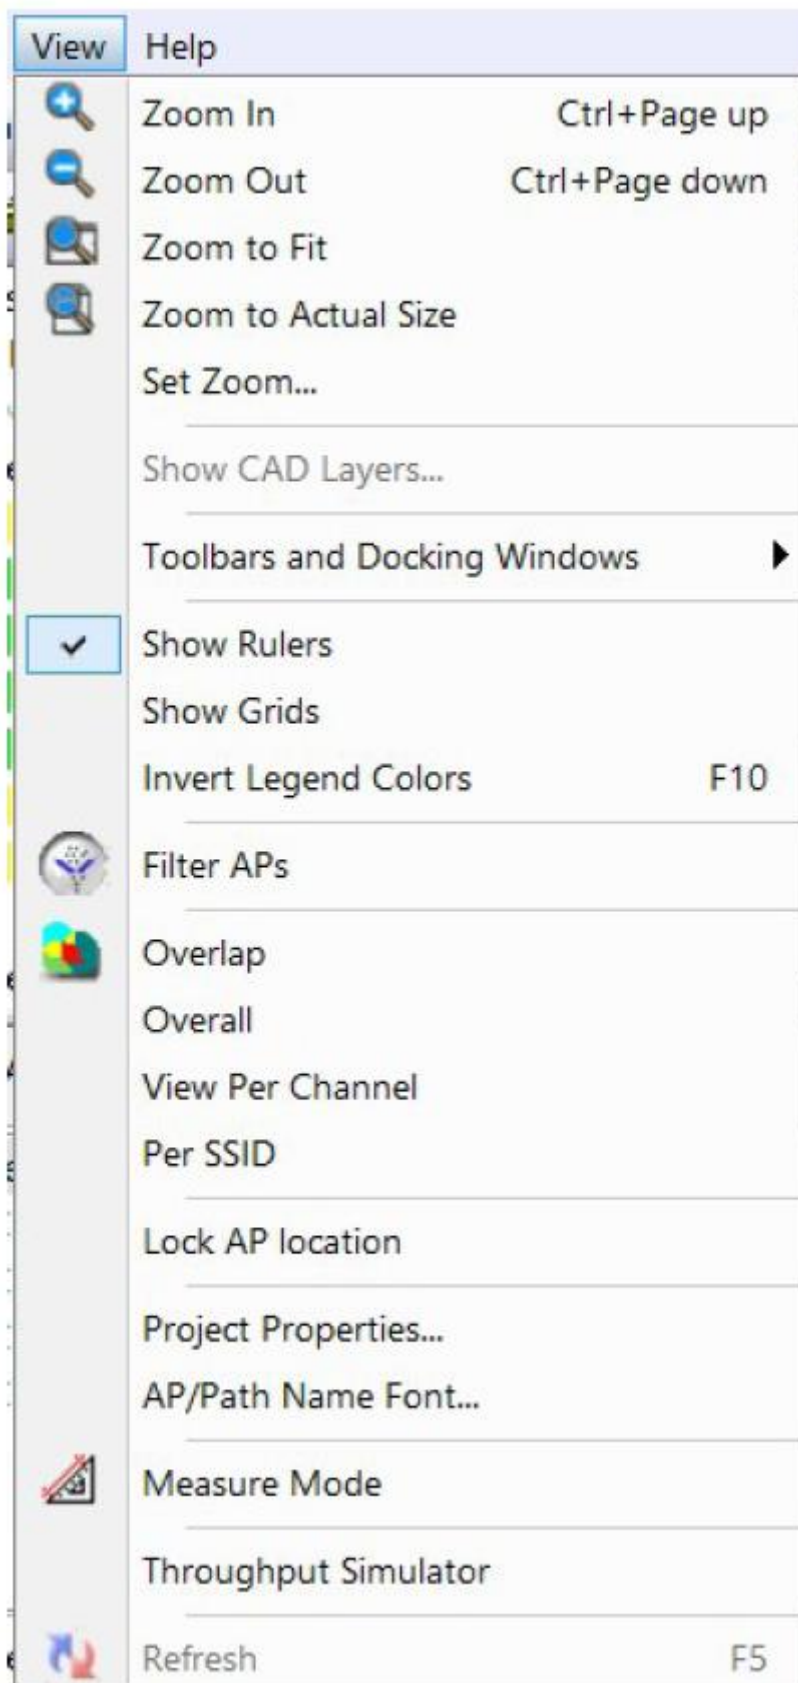 View Help
Zoom In Ctrl+Page up
Zoom Out Ctrl+Page down
Zoom to Fit
Zoom to Actual Size
Set Zoom...
Show CAD Layers...
Toolbars and Docking Windows
Show Rulers
Show Grids
Invert Legend Colors F10
Filter APs
Overlap
Overall
View Per Channel
Per SSID
Lock AP location
Project Properties...
AP/Path Name Font...
Measure Mode
Throughput Simulator
Refresh F5